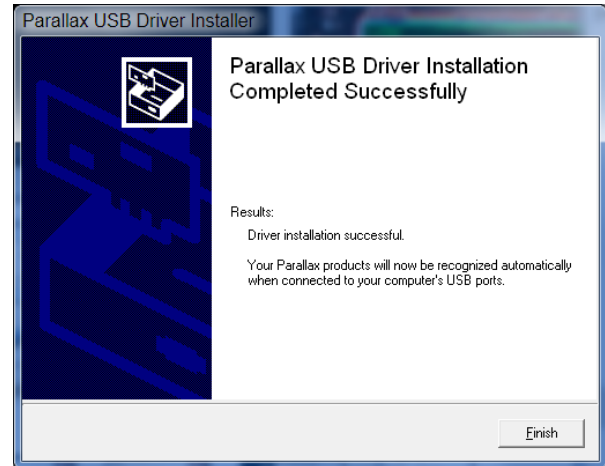 Parallax USB Driver Installer
Parallax USB Driver Installation
Completed Successfully
Results:
Driver installation successful.
Your Parallax products will now be recognized automatically
when connected to your computer's USB ports.
Finish